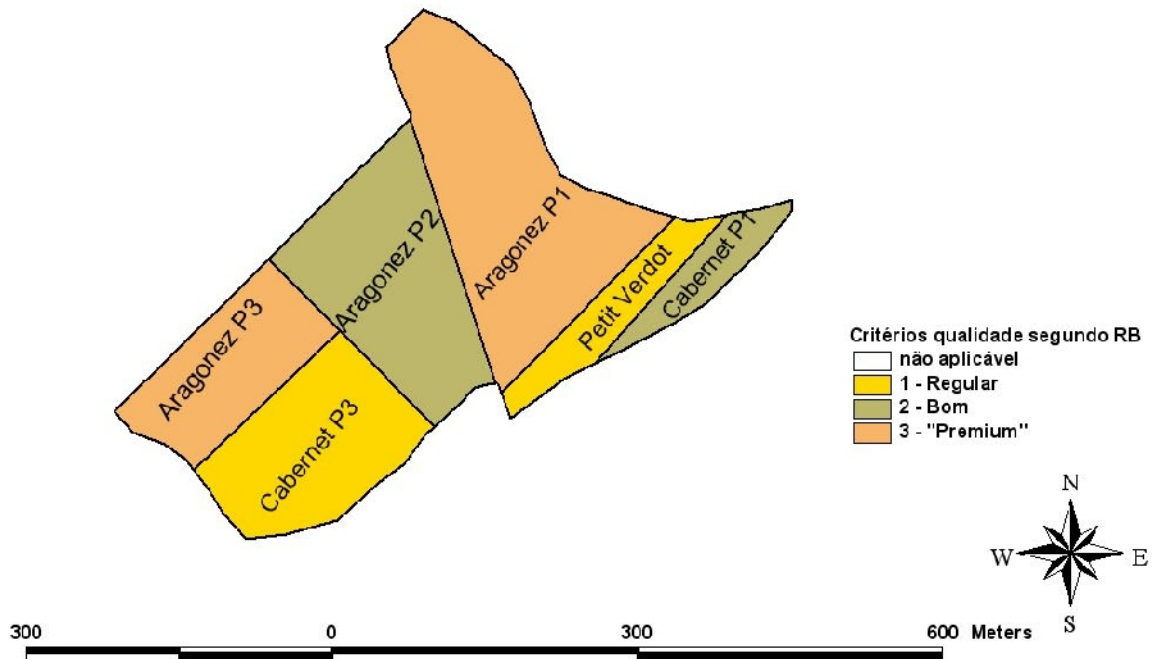 Aragonez P1
Aragonez P2
Petit Verdot
Cabernet P1
Aragonez P3
Cabernet P3
Critérios qualidade segundo RB
não aplicável
1 - Regular
2 - Bom
3 - "Premium"
N
W E
S
300 0 300 600 Meters